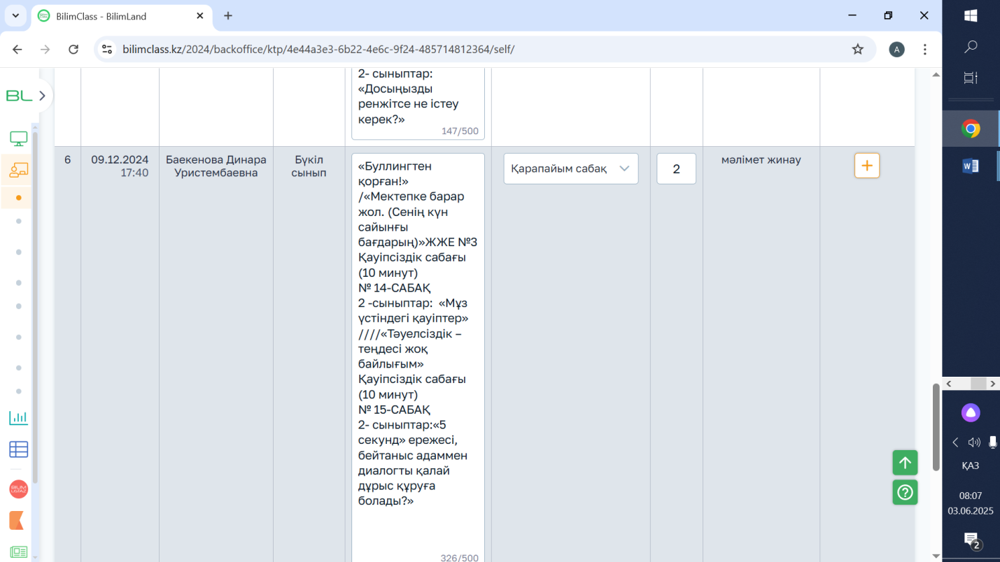 BilimClass - BilimLand
bilimclass.kz/2024/backoffice/ktp/4e44a3e3-6b22-4e6c-9f24-485714812364/self/
A
BL
2- сыныптар:
«Досыңызды
ренжітсе не істеу
керек?»
147/500
6
09.12.2024
17:40
Баекенова Динара
Уристембаевна
Бүкіл
сынып
«Буллингтен
қорған!»
/«Мектепке барар
жол. (Сенің күн
сайынғы
бағдарың)»ЖЖЕ №3
Қауіпсіздік сабағы
(10 минут)
№ 14-САБАҚ
2 -сыныптар:  «Мұз
үстіндегі қауіптер»
////«Тәуелсіздік –
теңдесі жоқ
байлығым»
Қауіпсіздік сабағы
(10 минут)
№ 15-САБАҚ
2- сыныптар:«5
секунд» ережесі,
бейтаныс адаммен
диалогты қалай
дұрыс құруға
болады?»
326/500
Қарапайым сабақ
2
мәлімет жинау
BILIM
USTAZ
W
ҚАЗ
08:07
03.06.2025
2